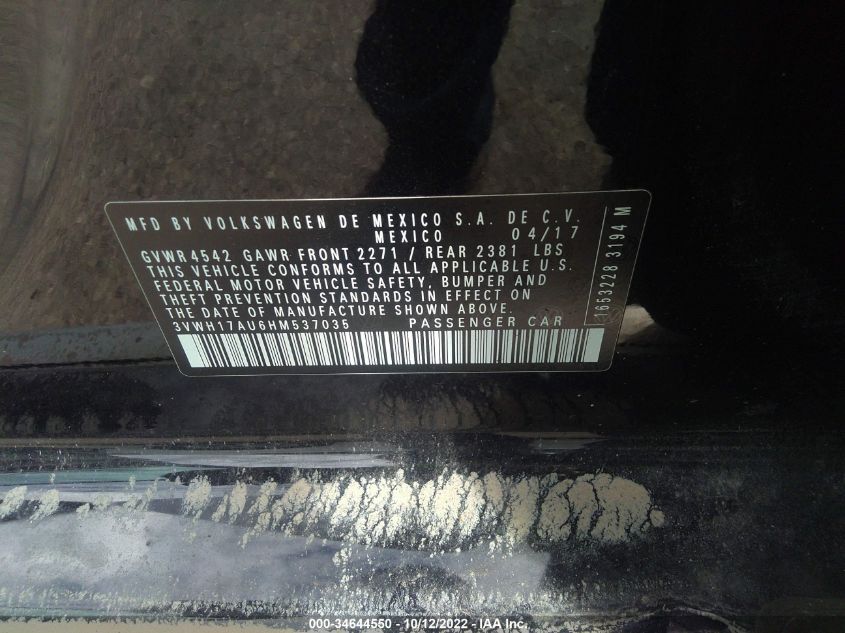 MFD BY VOLKSWAGEN DE MEXICO S.A. DE C.V.
MEXICO 04/17
GVWR 4542 GAWR FRONT 2271 / REAR 2381 LBS
THIS VEHICLE CONFORMS TO ALL APPLICABLE U.S.
FEDERAL MOTOR VEHICLE SAFETY, BUMPER AND
THEFT PREVENTION STANDARDS IN EFFECT ON
THE DATE OF MANUFACTURE SHOWN ABOVE.
3VWH17AU6HM537035 PASSENGER CAR
1653228 3194 M
000-34644550 - 10/12/2022 - IAA Inc.